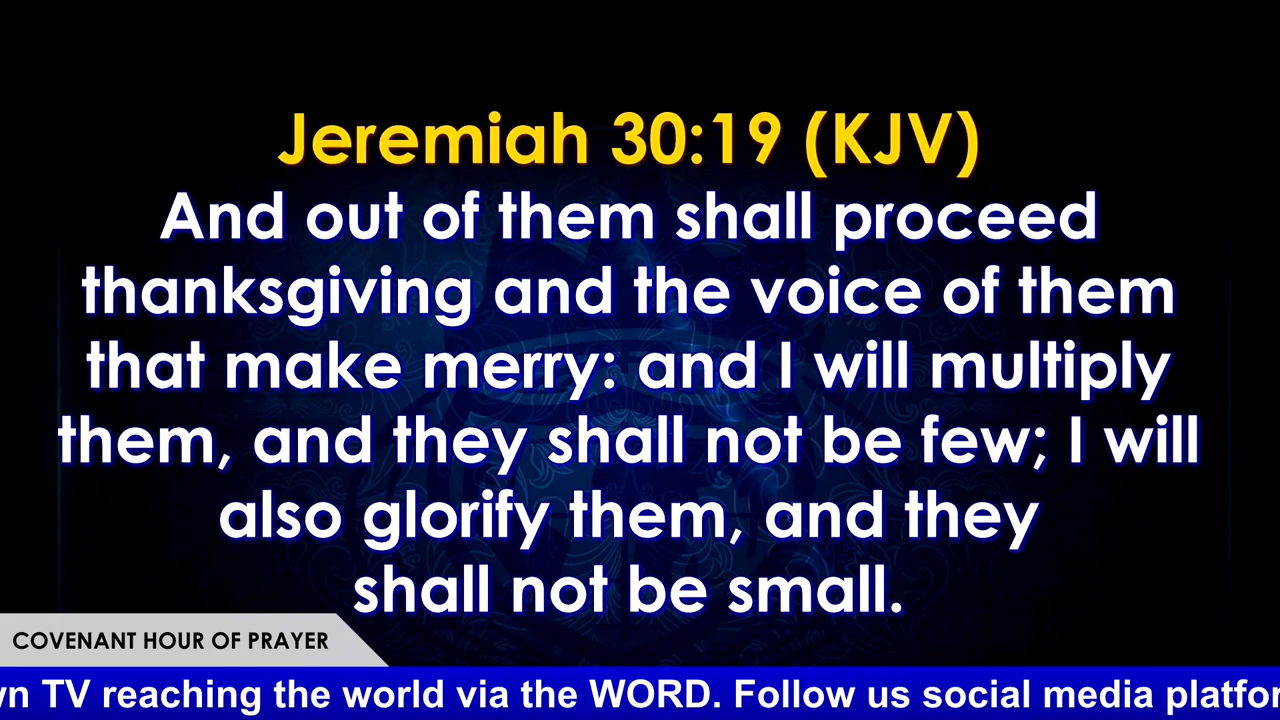 Jeremiah 30:19 (KJV)
And out of them shall proceed
thanksgiving and the voice of them
that make merry: and I will multiply
them, and they shall not be few; I will
also glorify them, and they
shall not be small.
COVENANT HOUR OF PRAYER
TV reaching the world via the WORD. Follow us social media